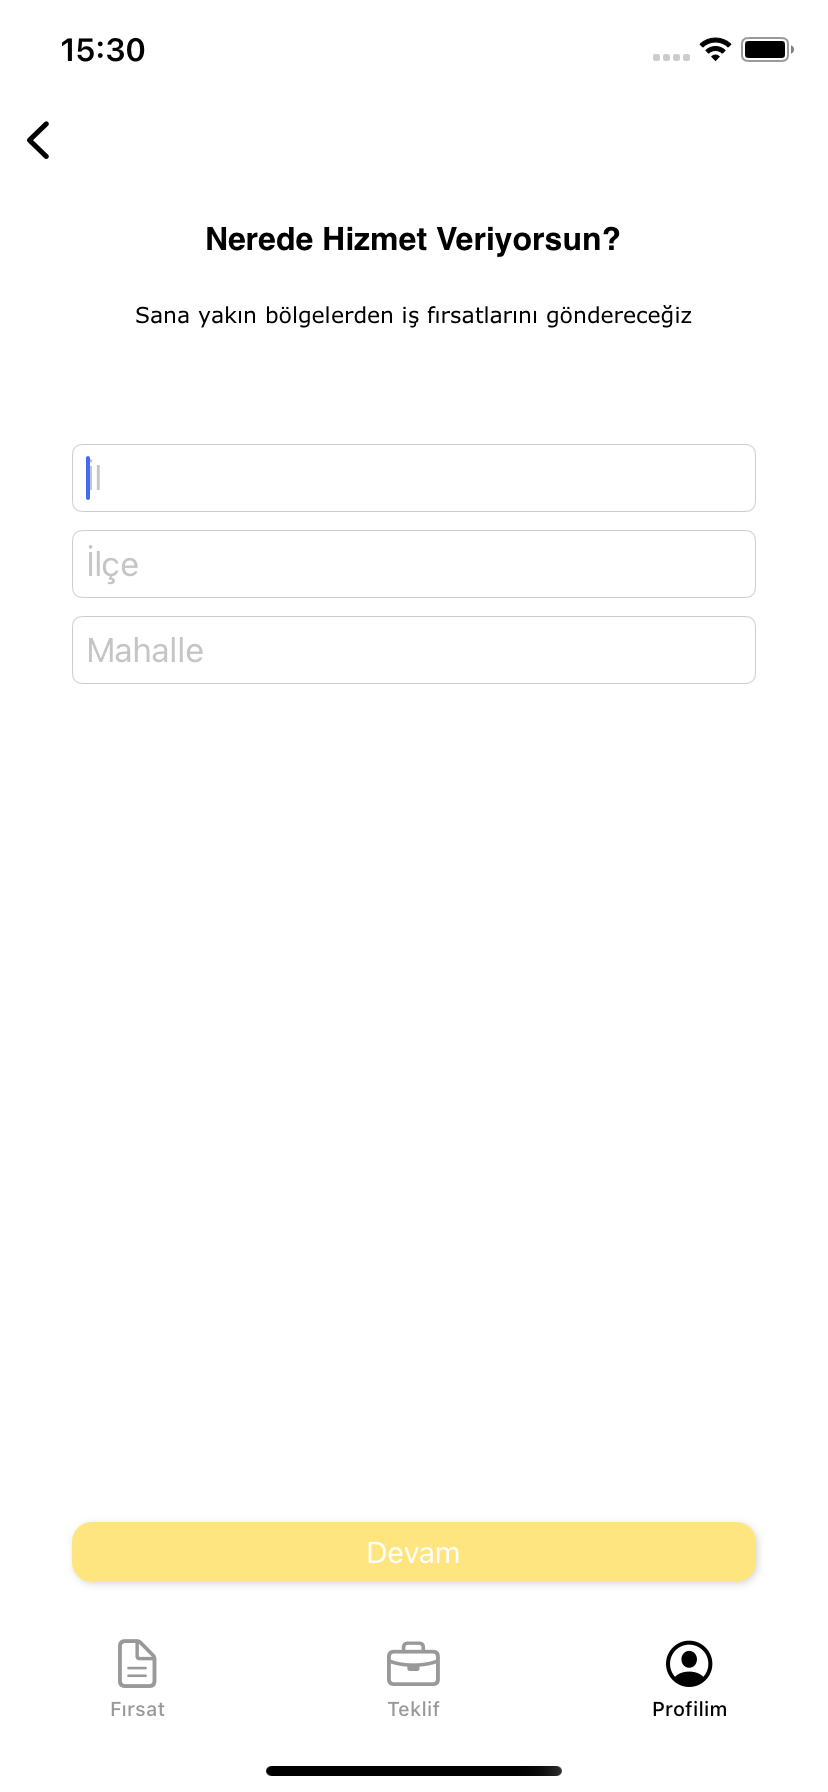 15:30
Nerede Hizmet Veriyorsun?
Sana yakın bölgelerden iş fırsatlarını göndereceğiz
İl
İlçe
Mahalle
Devam
Fırsat
Teklif
Profilim